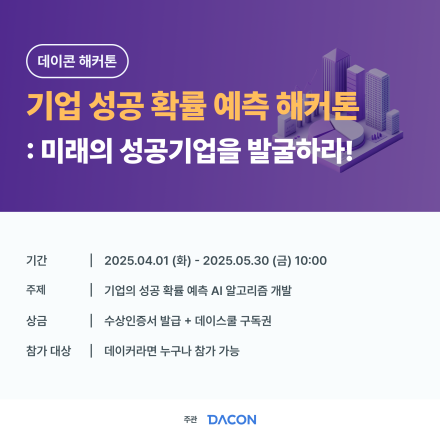 데이콘 해커톤
기업 성공 확률 예측 해커톤
: 미래의 성공기업을 발굴하라!
기간 | 2025.04.01 (화) - 2025.05.30 (금) 10:00
주제 | 기업의 성공 확률 예측 AI 알고리즘 개발
상금 | 수상인증서 발급 + 데이스쿨 구독권
참가 대상 | 데이커라면 누구나 참가 가능
주관 DACON